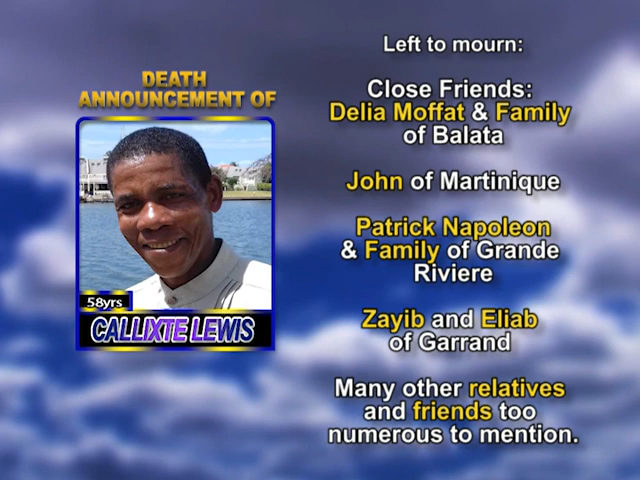 DEATH
ANNOUNCEMENT OF
58yrs
CALLIXTE LEWIS
Left to mourn:
Close Friends:
Delia Moffat & Family
of Balata
John of Martinique
Patrick Napoleon
& Family of Grande
Riviere
Zayib and Eliab
of Garrand
Many other relatives
and friends too
numerous to mention.